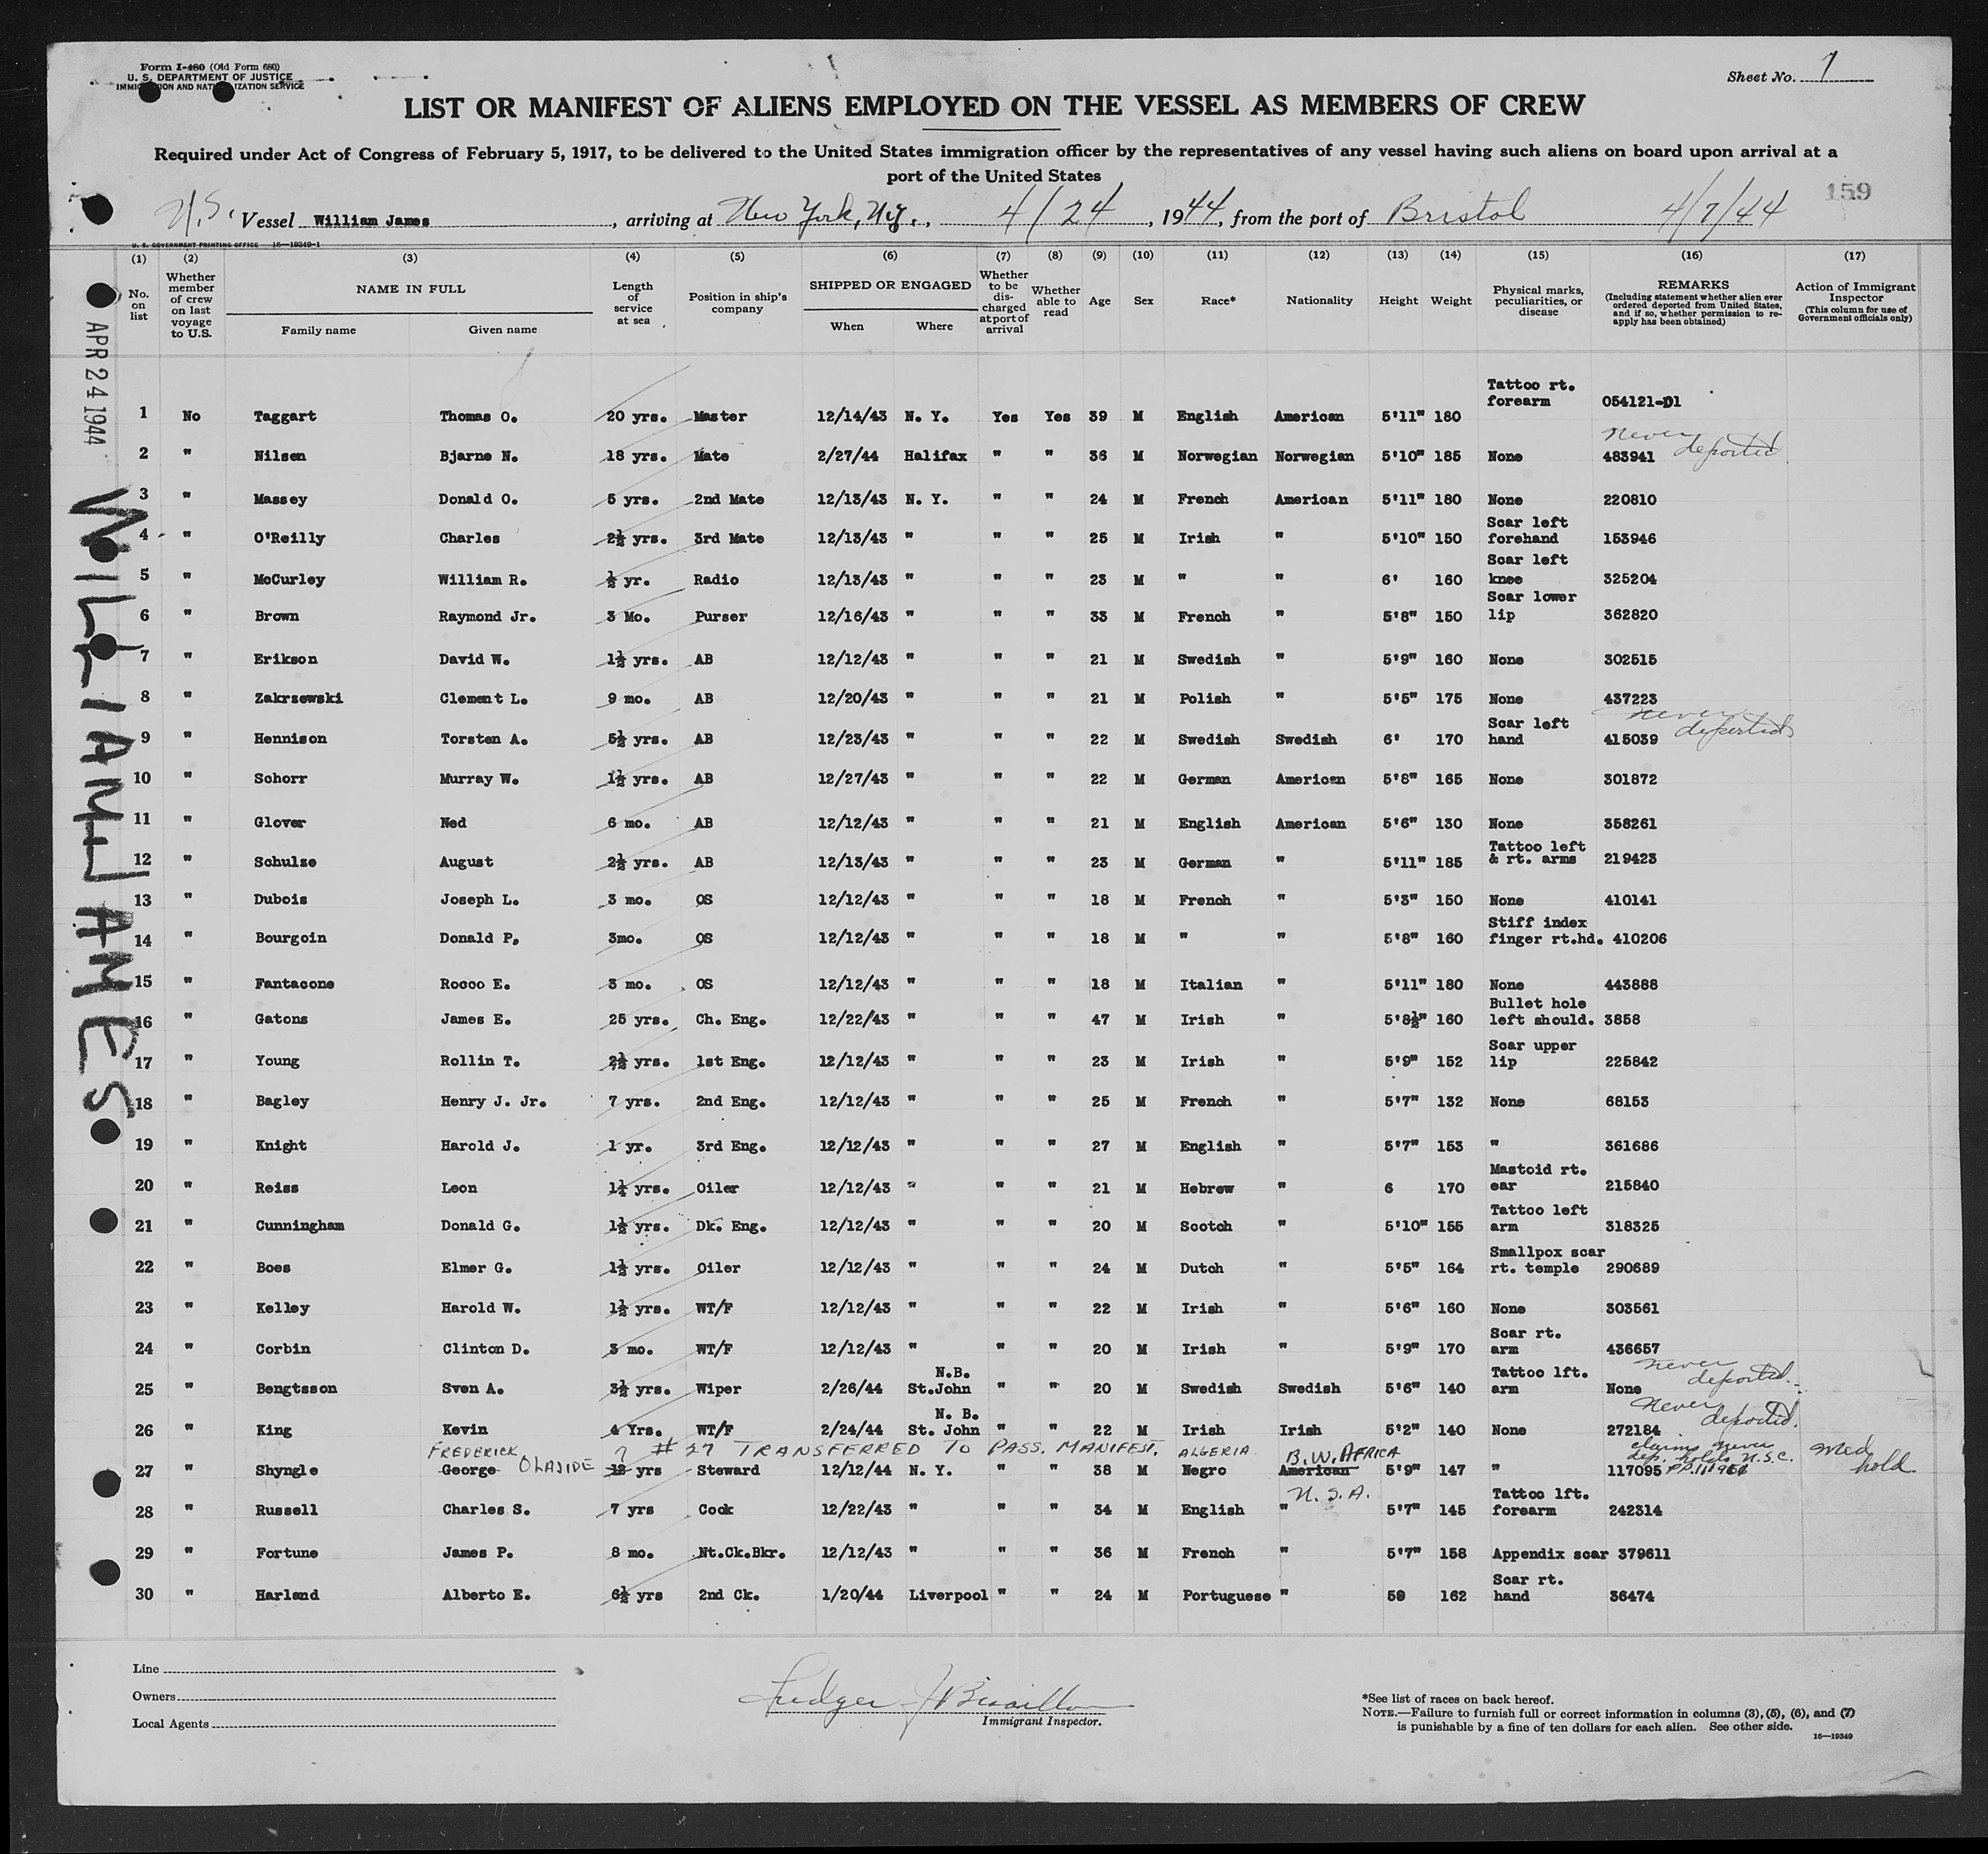 Form I-480 (Old Form 680)
U. S. DEPARTMENT OF JUSTICE
IMMIGRATION AND NATURALIZATION SERVICE
Sheet No. 1
LIST OR MANIFEST OF ALIENS EMPLOYED ON THE VESSEL AS MEMBERS OF CREW
Required under Act of Congress of February 5, 1917, to be delivered to the United States immigration officer by the representatives of any vessel having such aliens on board upon arrival at a
port of the United States
159
U.S. Vessel William James, arriving at New York, N.Y., 4/24, 1944, from the port of Bristol 4/7/44
U. S. GOVERNMENT PRINTING OFFICE 16—19349-1
(1) (2) (3) (4) (5) (6) (7) (8) (9) (10) (11) (12) (13) (14) (15) (16) (17)
No. on list
Whether member of crew on last voyage to U.S.
NAME IN FULL
Family name Given name
Length of service at sea
Position in ship's company
SHIPPED OR ENGAGED
When Where
Whether to be discharged at port of arrival
Whether able to read
Age Sex Race* Nationality Height Weight
Physical marks, peculiarities, or disease
REMARKS
(Including statement whether alien ever ordered deported from United States, and if so, whether permission to reapply has been obtained)
Action of Immigrant Inspector
(This column for use of Government officials only)
APR 24 1944
WILLIAM JAMES
1 No Taggart Thomas O. 20 yrs. Master 12/14/43 N. Y. Yes Yes 39 M English American 5'11" 180 Tattoo rt. forearm 054121-D1
never deported
2 " Nilsen Bjarne N. 18 yrs. Mate 2/27/44 Halifax " " 36 M Norwegian Norwegian 5'10" 185 None 483941
3 " Massey Donald O. 5 yrs. 2nd Mate 12/13/43 N. Y. " " 24 M French American 5'11" 180 None 220810
4 " O'Reilly Charles 2½ yrs. 3rd Mate 12/13/43 " " " 25 M Irish " 5'10" 150 Scar left forehand 153946
5 " McCurley William R. ½ yr. Radio 12/13/43 " " " 23 M " " 6' 160 Scar left knee 325204
6 " Brown Raymond Jr. 3 Mo. Purser 12/16/43 " " " 33 M French " 5'8" 150 Scar lower lip 362820
7 " Erikson David W. 1½ yrs. AB 12/12/43 " " " 21 M Swedish " 5'9" 160 None 302515
8 " Zakrzewski Clement L. 9 mo. AB 12/20/43 " " " 21 M Polish " 5'5" 175 None 437223
never deported
9 " Hennison Torsten A. 5½ yrs. AB 12/23/43 " " " 22 M Swedish Swedish 6' 170 Scar left hand 415039
10 " Schorr Murray W. 1½ yrs. AB 12/27/43 " " " 22 M German American 5'8" 165 None 301872
11 " Glover Ned 6 mo. AB 12/12/43 " " " 21 M English American 5'6" 130 None 358261
12 " Schulze August 2½ yrs. AB 12/13/43 " " " 23 M German " 5'11" 185 Tattoo left & rt. arms 219423
13 " Dubois Joseph L. 3 mo. OS 12/12/43 " " " 18 M French " 5'3" 150 None 410141
14 " Bourgoin Donald P. 3mo. OS 12/12/43 " " " 18 M " " 5'8" 160 Stiff index finger rt.hd. 410206
15 " Fantacone Rocco E. 3 mo. OS 12/12/43 " " " 18 M Italian " 5'11" 180 None 443888
16 " Gatons James E. 25 yrs. Ch. Eng. 12/22/43 " " " 47 M Irish " 5'8½" 160 Bullet hole left should. 3858
17 " Young Rollin T. 2½ yrs. 1st Eng. 12/12/43 " " " 23 M Irish " 5'9" 152 Scar upper lip 225842
18 " Bagley Henry J. Jr. 7 yrs. 2nd Eng. 12/12/43 " " " 25 M French " 5'7" 132 None 68153
19 " Knight Harold J. 1 yr. 3rd Eng. 12/12/43 " " " 27 M English " 5'7" 153 " 361686
20 " Reiss Leon 1½ yrs. Oiler 12/12/43 " " " 21 M Hebrew " 6 170 Mastoid rt. ear 215840
21 " Cunningham Donald G. 1½ yrs. Dk. Eng. 12/12/43 " " " 20 M Scotch " 5'10" 155 Tattoo left arm 318325
22 " Boes Elmer G. 1½ yrs. Oiler 12/12/43 " " " 24 M Dutch " 5'5" 164 Smallpox scar rt. temple 290689
23 " Kelley Harold W. 1½ yrs. WT/F 12/12/43 " " " 22 M Irish " 5'6" 160 None 303561
24 " Corbin Clinton D. 3 mo. WT/F 12/12/43 " " " 20 M Irish " 5'9" 170 Scar rt. arm 436657
never deported
25 " Bengtsson Sven A. 3½ yrs. Wiper 2/26/44 N.B. St.John " " 20 M Swedish Swedish 5'6" 140 Tattoo lft. arm None
never deported.
26 " King Kevin 4 Yrs. WT/F 2/24/44 N. B. St. John " " 22 M Irish Irish 5'2" 140 None 272184
FREDERICK ? #27 TRANSFERRED TO PASS. MANIFEST. ALGERIA B.W. AFRICA claims never dep. holds U.S.C. Med hold
27 " Shyngle George OLAJIDE 12 yrs Steward 12/12/44 N. Y. " " 38 M Negro American 5'9" 147 " 117095
U.S.A.
28 " Russell Charles S. 7 yrs Cook 12/22/43 " " " 34 M English " 5'7" 145 Tattoo lft. forearm 242314
29 " Fortune James P. 8 mo. Nt.Ck.Bkr. 12/12/43 " " " 36 M French " 5'7" 158 Appendix scar 379611
30 " Harland Alberto E. 6½ yrs 2nd Ck. 1/20/44 Liverpool " " 24 M Portuguese " 59 162 Scar rt. hand 36474
Line
Owners
Local Agents
Immigrant Inspector.
*See list of races on back hereof.
NOTE.—Failure to furnish full or correct information in columns (3), (5), (6), and (7)
is punishable by a fine of ten dollars for each alien. See other side.
16—19349